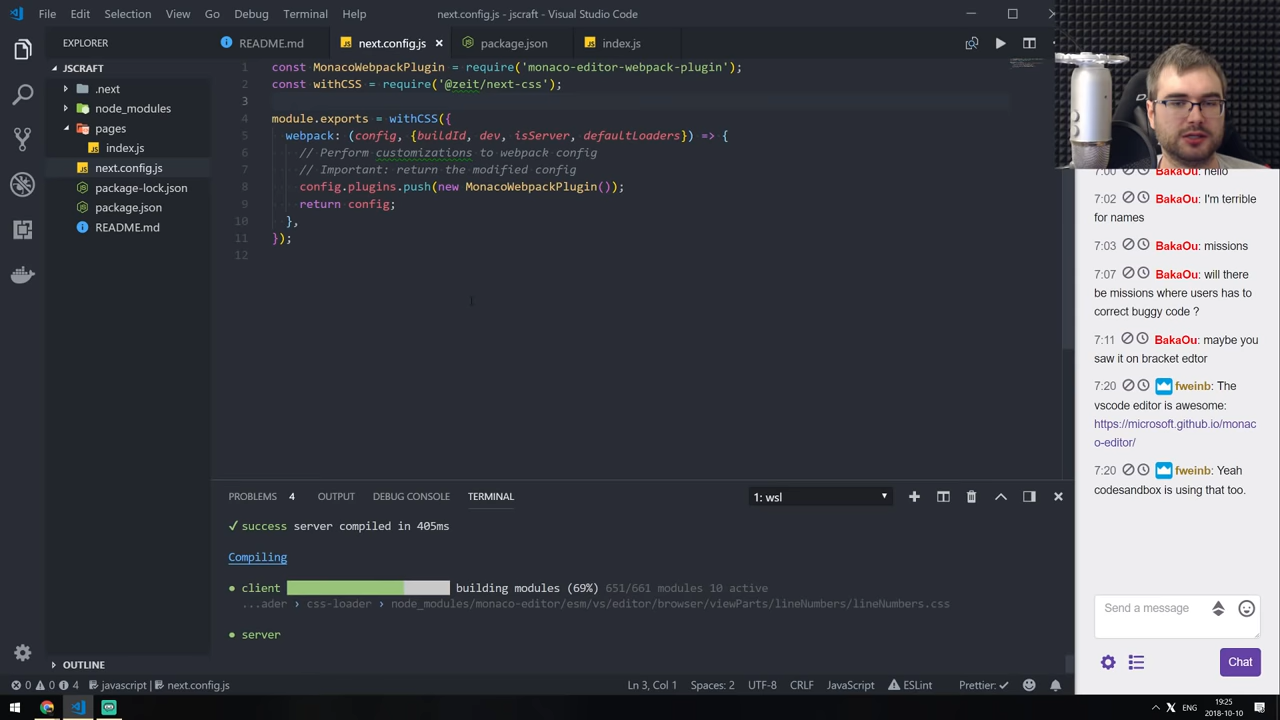 File Edit Selection View Go Debug Terminal Help
next.config.js - jscraft - Visual Studio Code
EXPLORER
README.md
next.config.js
package.json
index.js
JSCRAFT
.next
node_modules
pages
index.js
next.config.js
package-lock.json
package.json
README.md
OUTLINE
1 const MonacoWebpackPlugin = require('monaco-editor-webpack-plugin');
2 const withCSS = require('@zeit/next-css');
3
4 module.exports = withCSS({
5 webpack: (config, {buildId, dev, isServer, defaultLoaders}) => {
6 // Perform customizations to webpack config
7 // Important: return the modified config
8 config.plugins.push(new MonacoWebpackPlugin());
9 return config;
10 },
11 });
12
PROBLEMS 4 OUTPUT DEBUG CONSOLE TERMINAL
1: wsl
✓ success server compiled in 405ms
Compiling
● client building modules (69%) 651/661 modules 10 active
...ader › css-loader › node_modules/monaco-editor/esm/vs/editor/browser/viewParts/lineNumbers/lineNumbers.css
● server
0 0 4 javascript | next.config.js
Ln 3, Col 1 Spaces: 2 UTF-8 CRLF JavaScript ESLint Prettier: ✓
7:00 BakaOu: hello
7:02 BakaOu: I'm terrible
for names
7:03 BakaOu: missions
7:07 BakaOu: will there
be missions where users has to
correct buggy code ?
7:11 BakaOu: maybe you
saw it on bracket edtor
7:20 fweinb: The
vscode editor is awesome:
https://microsoft.github.io/monac
o-editor/
7:20 fweinb: Yeah
codesandbox is using that too.
Send a message
Chat
ENG
19:25
2018-10-10